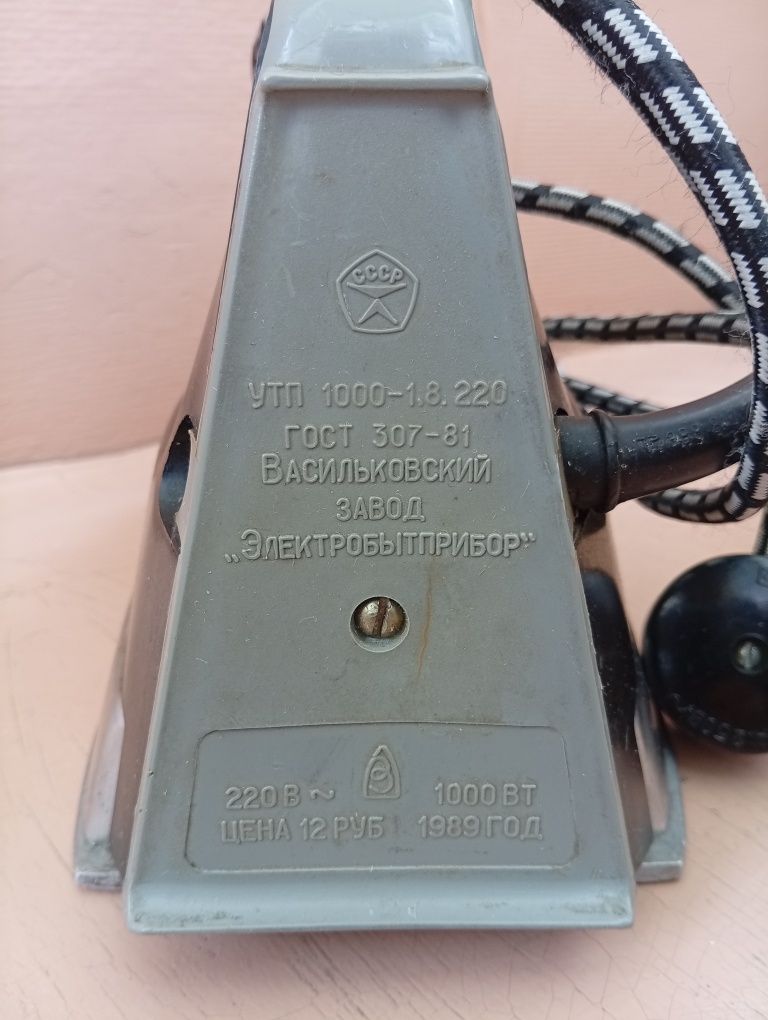 СССР
УТП 1000-1,8.220
ГОСТ 307-81
ВАСИЛЬКОВСКИЙ
ЗАВОД
„ЭЛЕКТРОБЫТПРИБОР“
220 В ~ 1000 ВТ
ЦЕНА 12 РУБ 1989 ГОД